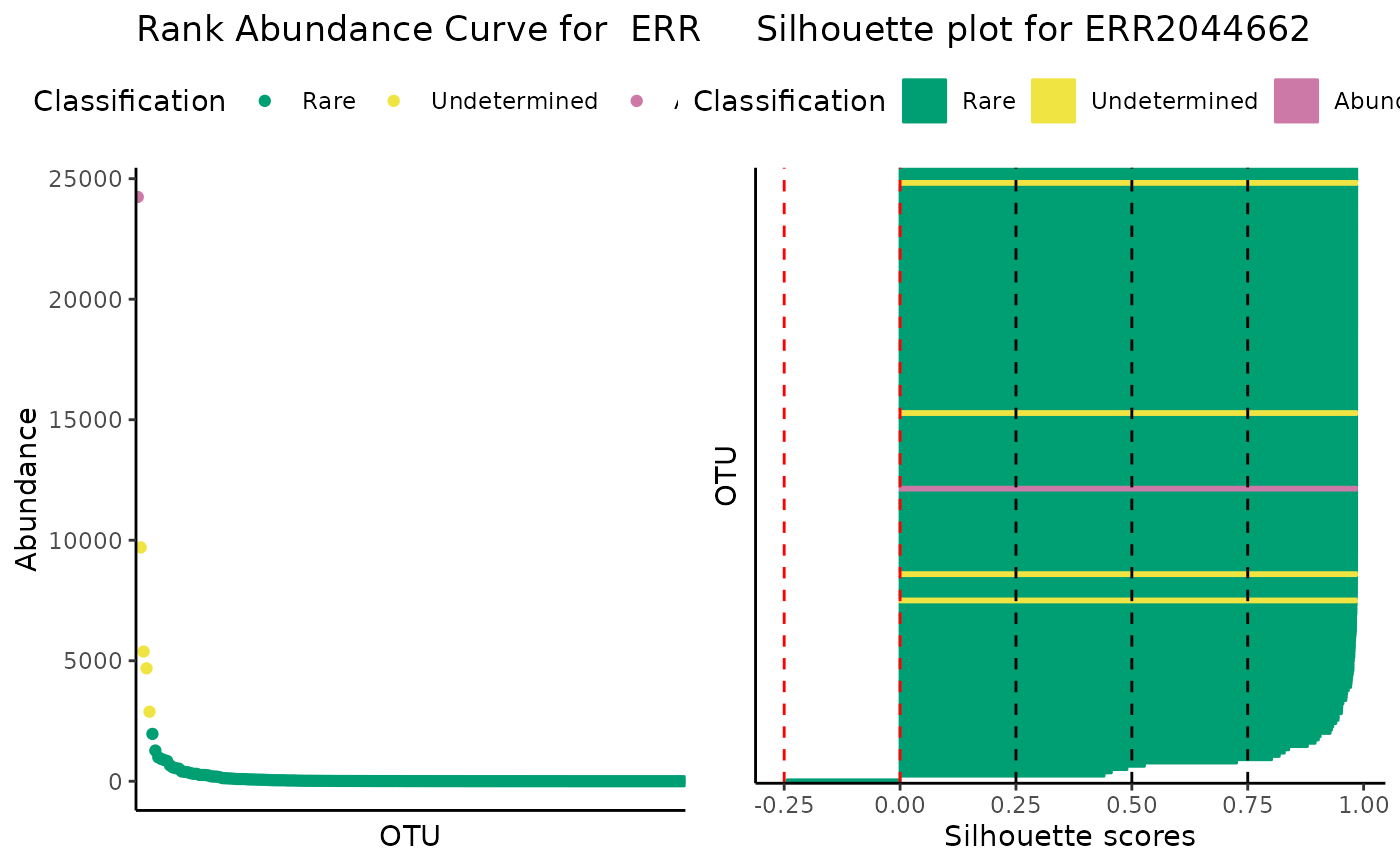 Rank Abundance Curve for ERR
Classification Rare Undetermined
25000
20000
15000
10000
5000
0
Abundance
OTU
Silhouette plot for ERR2044662
Classification Rare Undetermined Abund
OTU
-0.25 0.00 0.25 0.50 0.75 1.00
Silhouette scores